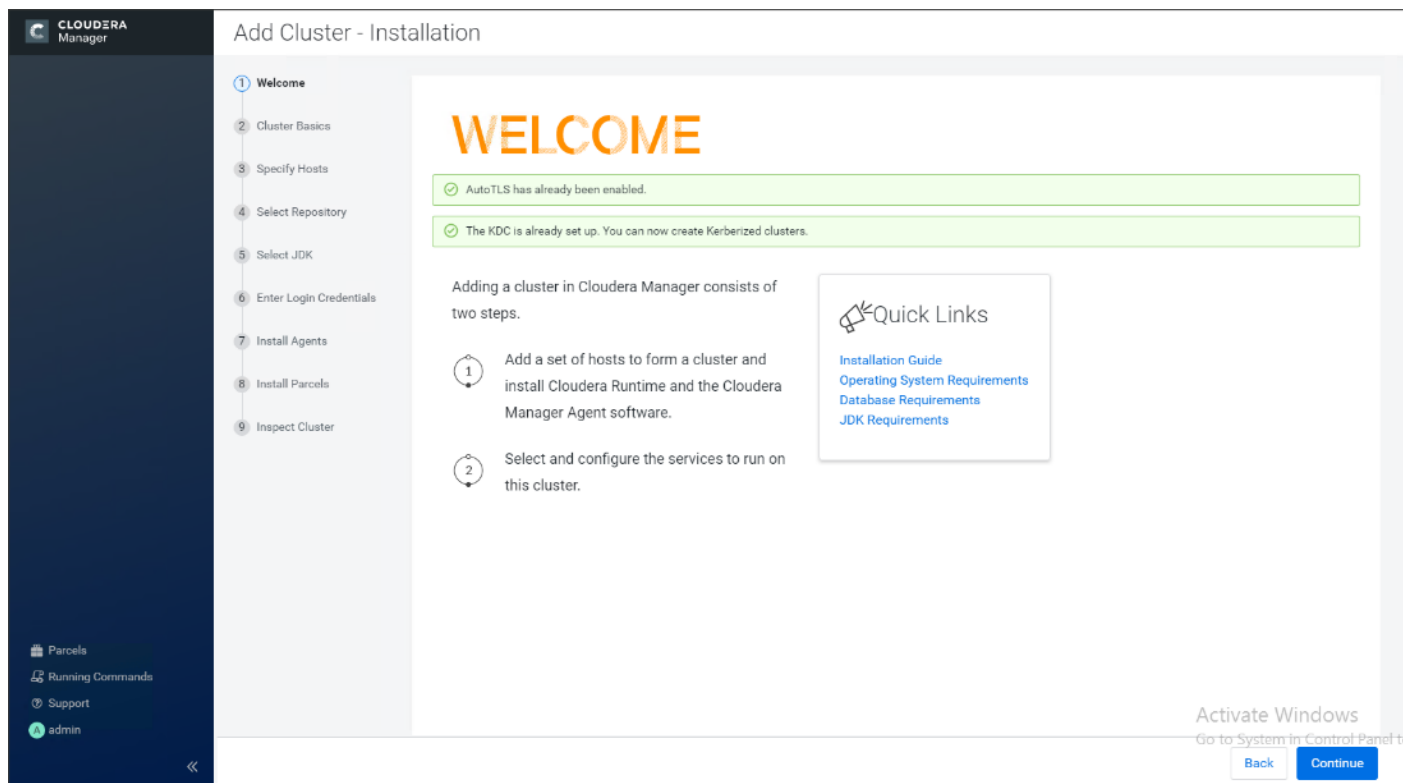 CLOUDERA
Manager
Add Cluster - Installation
1 Welcome
2 Cluster Basics
3 Specify Hosts
4 Select Repository
5 Select JDK
6 Enter Login Credentials
7 Install Agents
8 Install Parcels
9 Inspect Cluster
WELCOME
AutoTLS has already been enabled.
The KDC is already set up. You can now create Kerberized clusters.
Adding a cluster in Cloudera Manager consists of
two steps.
1
Add a set of hosts to form a cluster and
install Cloudera Runtime and the Cloudera
Manager Agent software.
2
Select and configure the services to run on
this cluster.
Quick Links
Installation Guide
Operating System Requirements
Database Requirements
JDK Requirements
Parcels
Running Commands
Support
A admin
Activate Windows
Go to System in Control Panel
Back
Continue